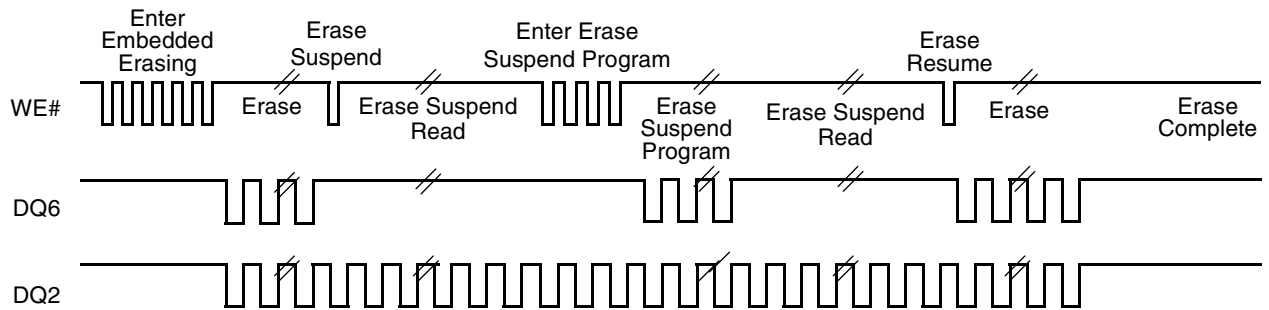 Enter
Embedded
Erasing
Erase
Suspend
Enter Erase
Suspend Program
Erase
Resume
WE#
Erase
Erase Suspend
Read
Erase
Suspend
Program
Erase Suspend
Read
Erase
Erase
Complete
DQ6
DQ2